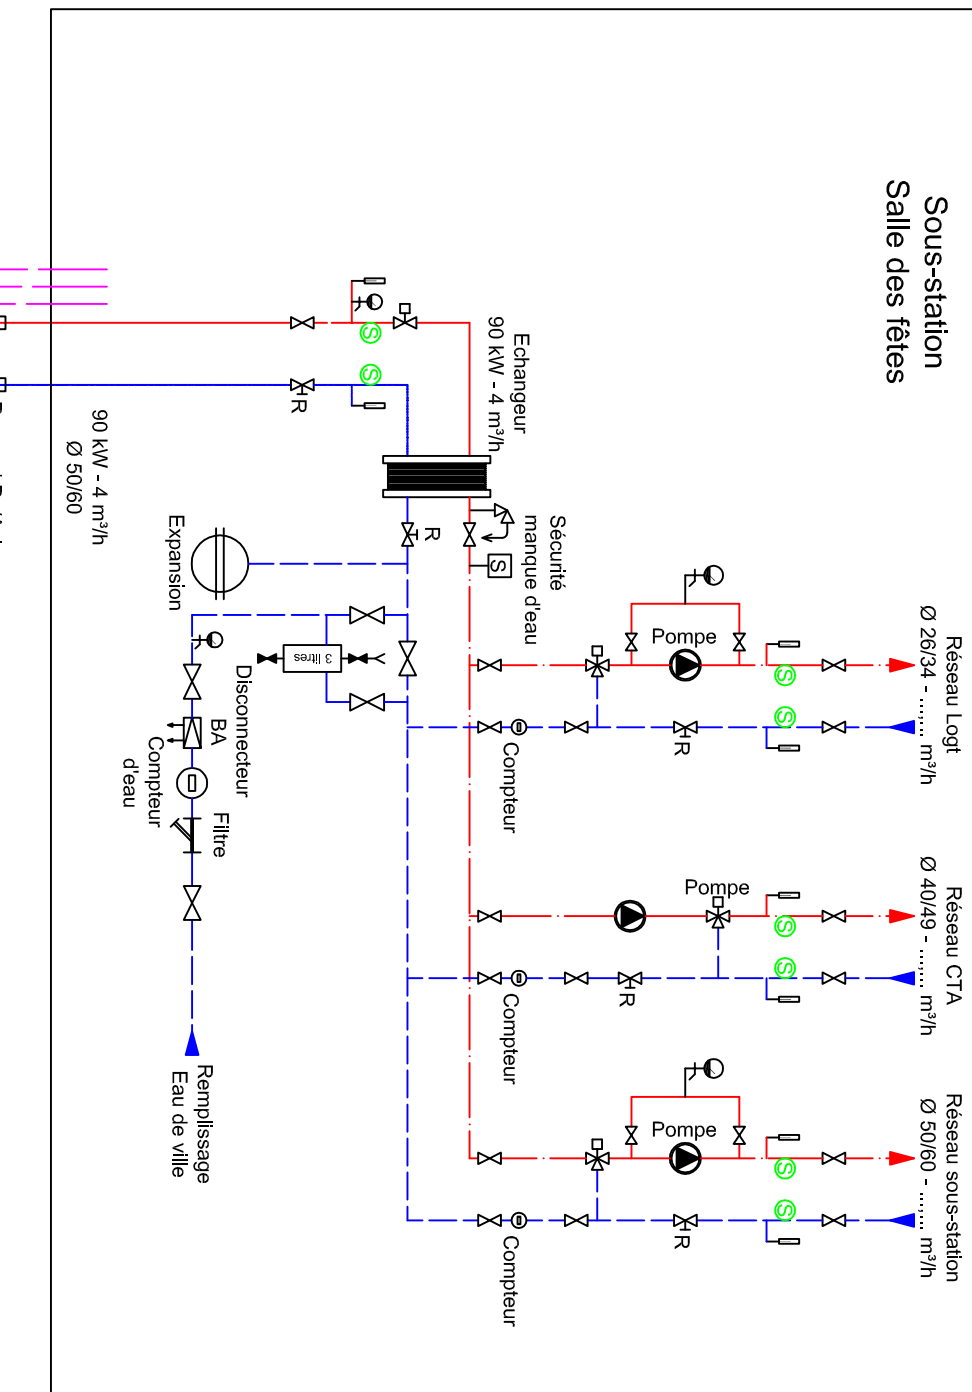 Sous-station
Salle des fêtes
Echangeur
90 kW - 4 m³/h
90 kW - 4 m³/h
Ø 50/60
R
S
S
Sécurité
manque d'eau
S
R
Expansion
3 litres
Disconnecteur
BA
Compteur
d'eau
Filtre
Remplissage
Eau de ville
Réseau Logt
Ø 26/34 - ...... m³/h
Pompe
S
S
R
Compteur
Réseau CTA
Ø 40/49 - ...... m³/h
Pompe
S
S
R
Compteur
Réseau sous-station
Ø 50/60 - ...... m³/h
Pompe
S
S
R
Compteur